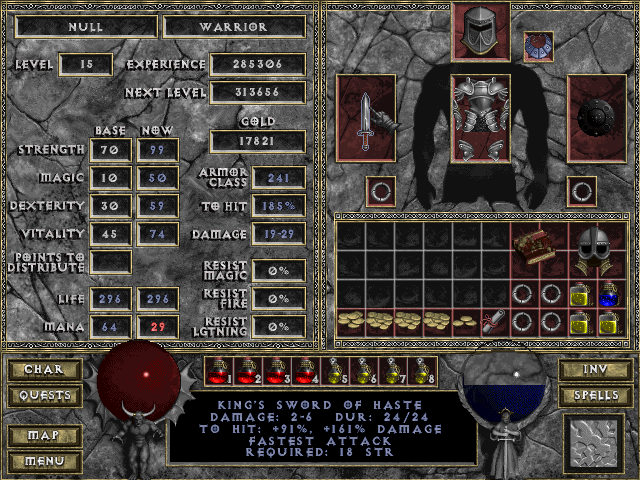 NULL WARRIOR
LEVEL 15 EXPERIENCE 285306
NEXT LEVEL 313656
BASE NOW GOLD
17821
STRENGTH 70 99
MAGIC 10 50 ARMOR CLASS 241
DEXTERITY 30 59 TO HIT 185%
VITALITY 45 74 DAMAGE 19-29
POINTS TO DISTRIBUTE
RESIST MAGIC 0%
LIFE 296 296 RESIST FIRE 0%
MANA 64 29 RESIST LGTNING 0%
CHAR 1 2 3 4 5 6 7 8 INV
QUESTS SPELLS
KING'S SWORD OF HASTE
DAMAGE: 2-6 DUR: 24/24
TO HIT: +91%, +161% DAMAGE
FASTEST ATTACK
REQUIRED: 18 STR
MAP
MENU